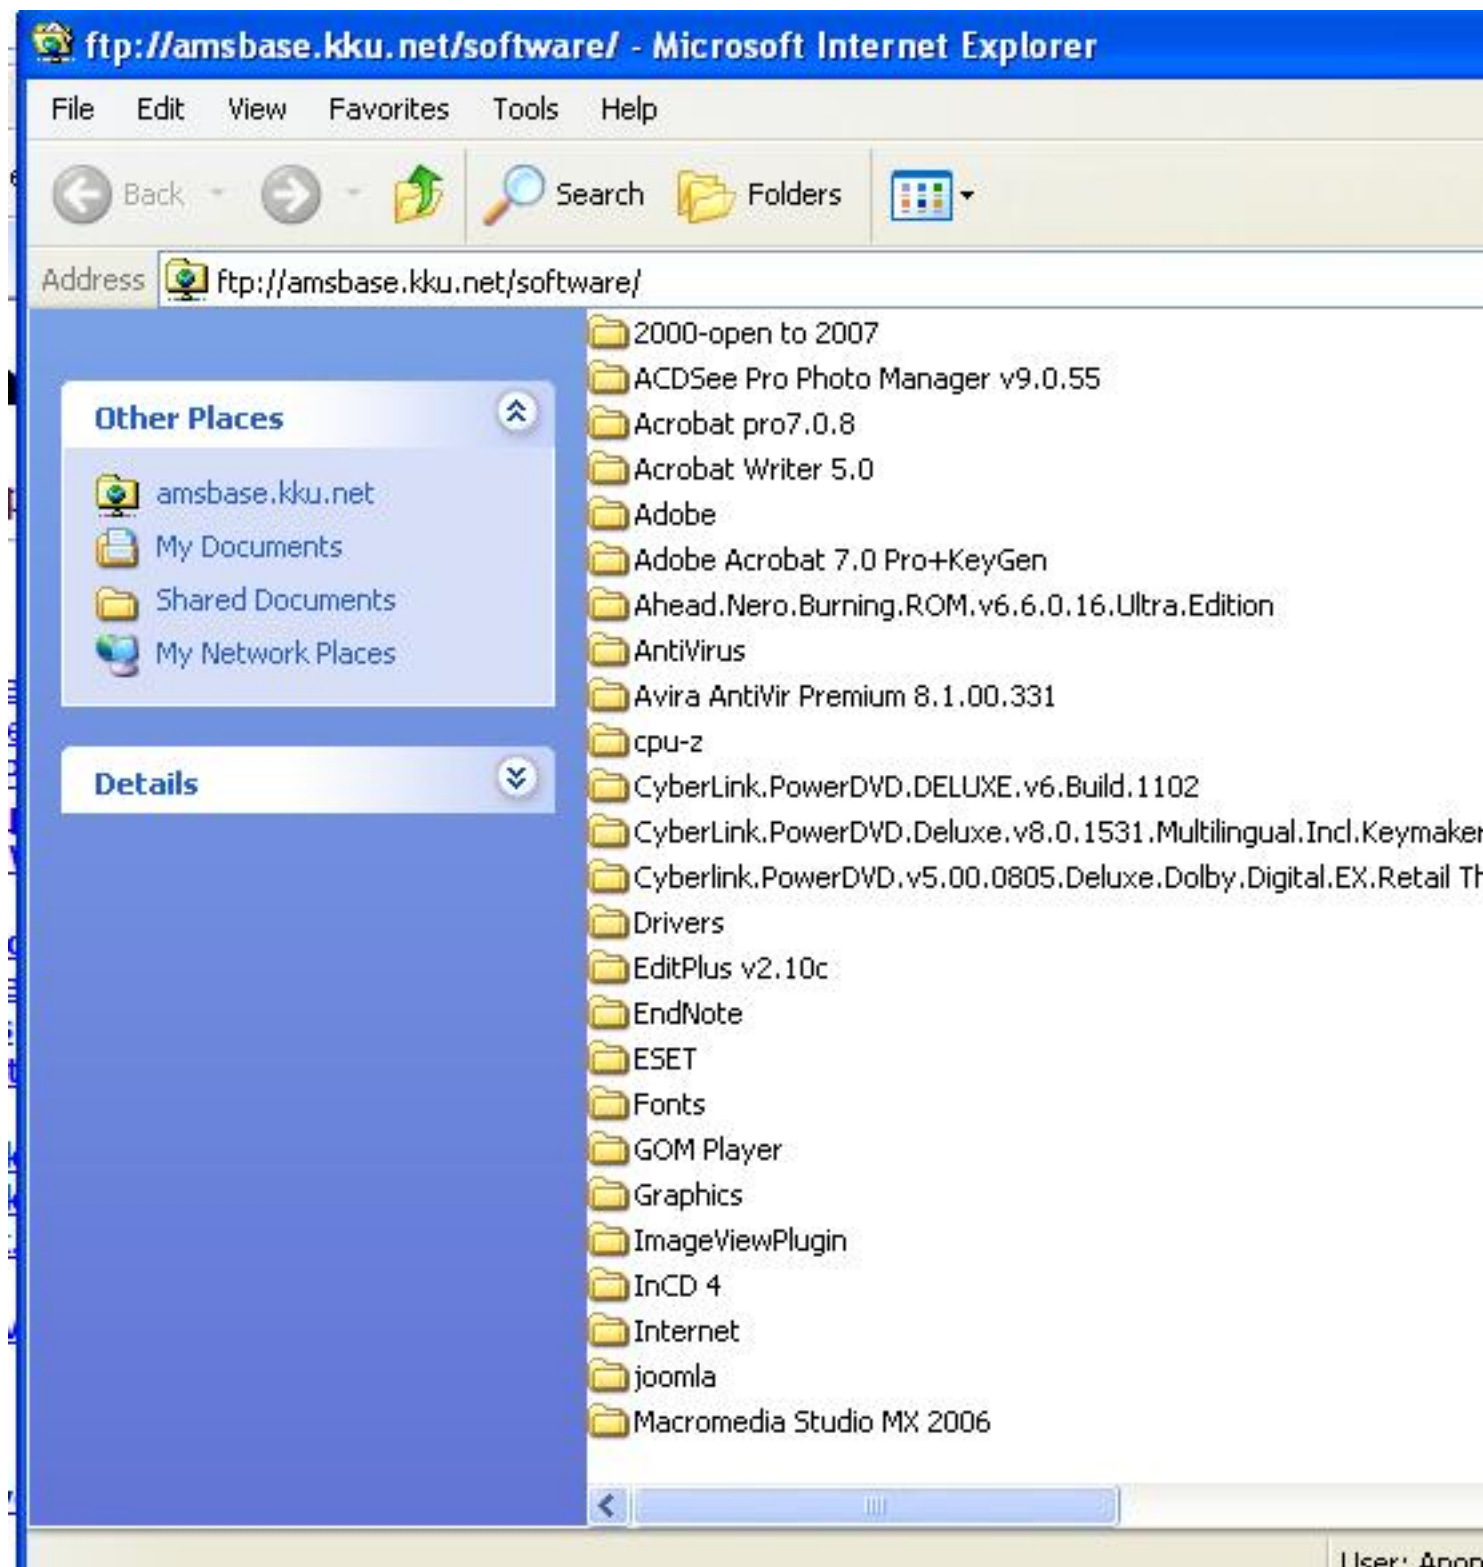 ftp://amsbase.kku.net/software/ - Microsoft Internet Explorer
File Edit View Favorites Tools Help
Back Search Folders
Address ftp://amsbase.kku.net/software/
Other Places
amsbase.kku.net
My Documents
Shared Documents
My Network Places
Details
2000-open to 2007
ACDSee Pro Photo Manager v9.0.55
Acrobat pro7.0.8
Acrobat Writer 5.0
Adobe
Adobe Acrobat 7.0 Pro+KeyGen
Ahead.Nero.Burning.ROM.v6.6.0.16.Ultra.Edition
AntiVirus
Avira AntiVir Premium 8.1.00.331
cpu-z
CyberLink.PowerDVD.DELUXE.v6.Build.1102
CyberLink.PowerDVD.Deluxe.v8.0.1531.Multilingual.Incl.Keymaker
Cyberlink.PowerDVD.v5.00.0805.Deluxe.Dolby.Digital.EX.Retail
Drivers
EditPlus v2.10c
EndNote
ESET
Fonts
GOM Player
Graphics
ImageViewPlugin
InCD 4
Internet
joomla
Macromedia Studio MX 2006
User: